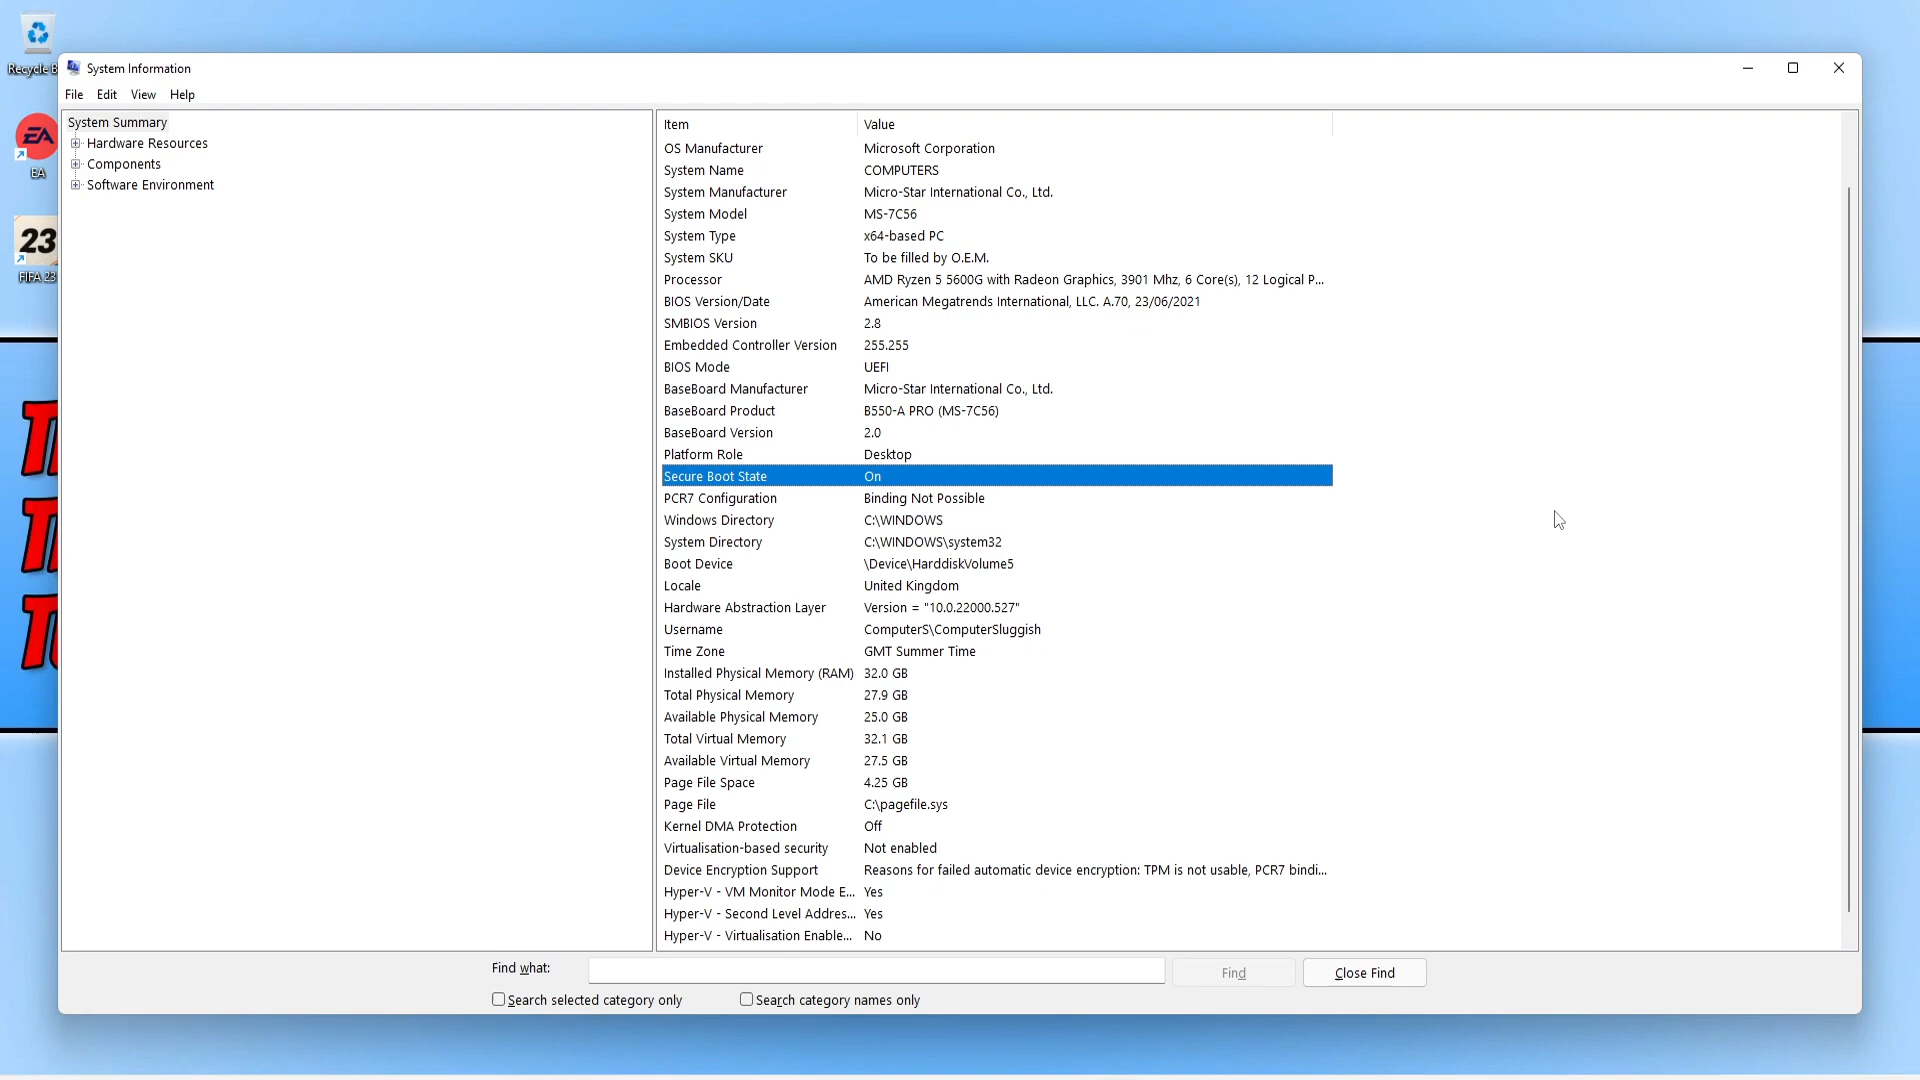 Recycle B
EA
EA
23
FIFA 23
System Information
File Edit View Help
System Summary
Hardware Resources
Components
Software Environment
Item Value
OS Manufacturer Microsoft Corporation
System Name COMPUTERS
System Manufacturer Micro-Star International Co., Ltd.
System Model MS-7C56
System Type x64-based PC
System SKU To be filled by O.E.M.
Processor AMD Ryzen 5 5600G with Radeon Graphics, 3901 Mhz, 6 Core(s), 12 Logical P...
BIOS Version/Date American Megatrends International, LLC. A.70, 23/06/2021
SMBIOS Version 2.8
Embedded Controller Version 255.255
BIOS Mode UEFI
BaseBoard Manufacturer Micro-Star International Co., Ltd.
BaseBoard Product B550-A PRO (MS-7C56)
BaseBoard Version 2.0
Platform Role Desktop
Secure Boot State On
PCR7 Configuration Binding Not Possible
Windows Directory C:\WINDOWS
System Directory C:\WINDOWS\system32
Boot Device \Device\HarddiskVolume5
Locale United Kingdom
Hardware Abstraction Layer Version = "10.0.22000.527"
Username ComputerS\ComputerSluggish
Time Zone GMT Summer Time
Installed Physical Memory (RAM) 32.0 GB
Total Physical Memory 27.9 GB
Available Physical Memory 25.0 GB
Total Virtual Memory 32.1 GB
Available Virtual Memory 27.5 GB
Page File Space 4.25 GB
Page File C:\pagefile.sys
Kernel DMA Protection Off
Virtualisation-based security Not enabled
Device Encryption Support Reasons for failed automatic device encryption: TPM is not usable, PCR7 bindi...
Hyper-V - VM Monitor Mode E... Yes
Hyper-V - Second Level Addres... Yes
Hyper-V - Virtualisation Enable... No
Find what: Find Close Find
Search selected category only Search category names only